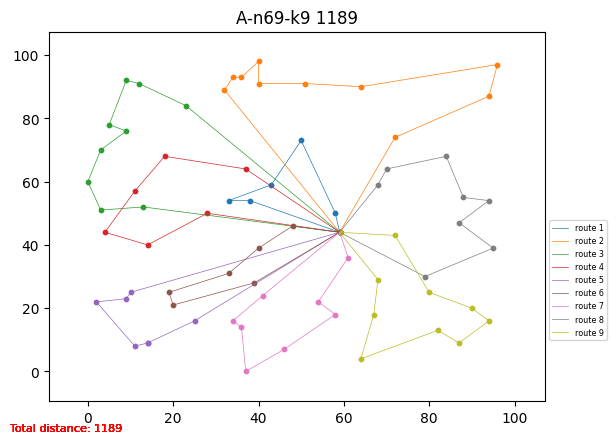 A-n69-k9 1189
100
80
60
40
20
0
0 20 40 60 80 100
route 1
route 2
route 3
route 4
route 5
route 6
route 7
route 8
route 9
Total distance: 1189